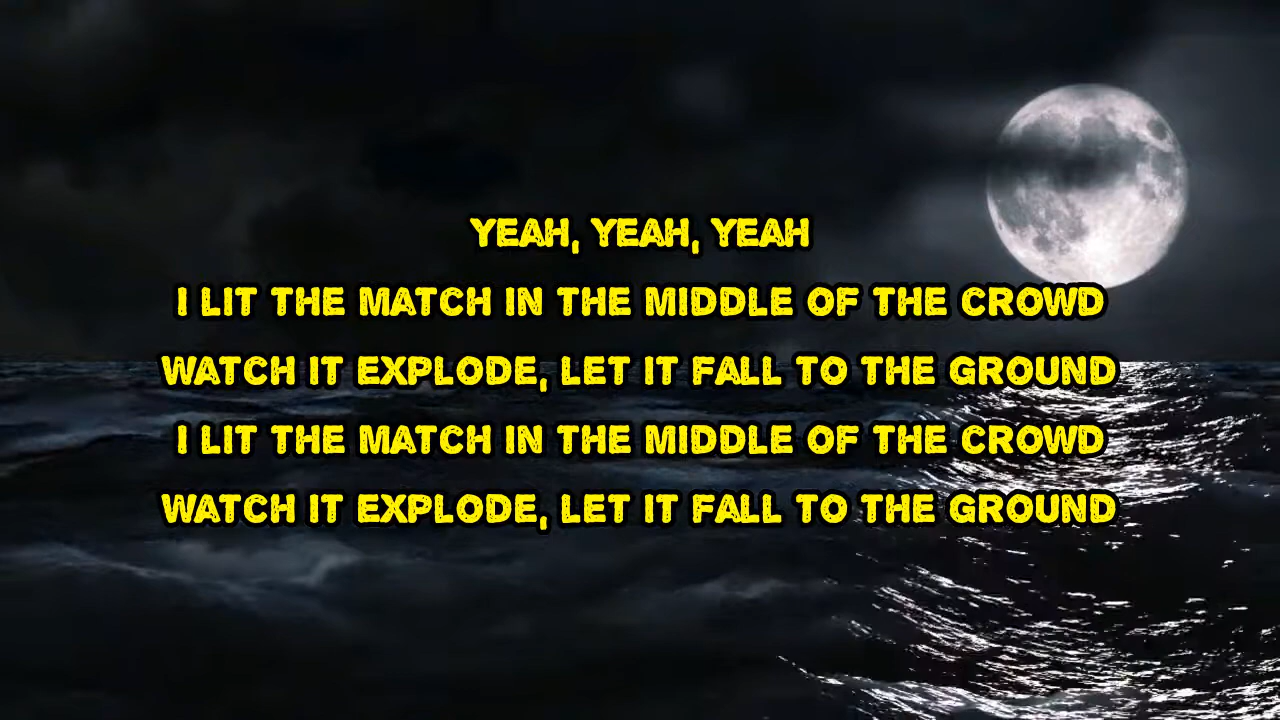 YEAH, YEAH, YEAH
I LIT THE MATCH IN THE MIDDLE OF THE CROWD
WATCH IT EXPLODE, LET IT FALL TO THE GROUND
I LIT THE MATCH IN THE MIDDLE OF THE CROWD
WATCH IT EXPLODE, LET IT FALL TO THE GROUND